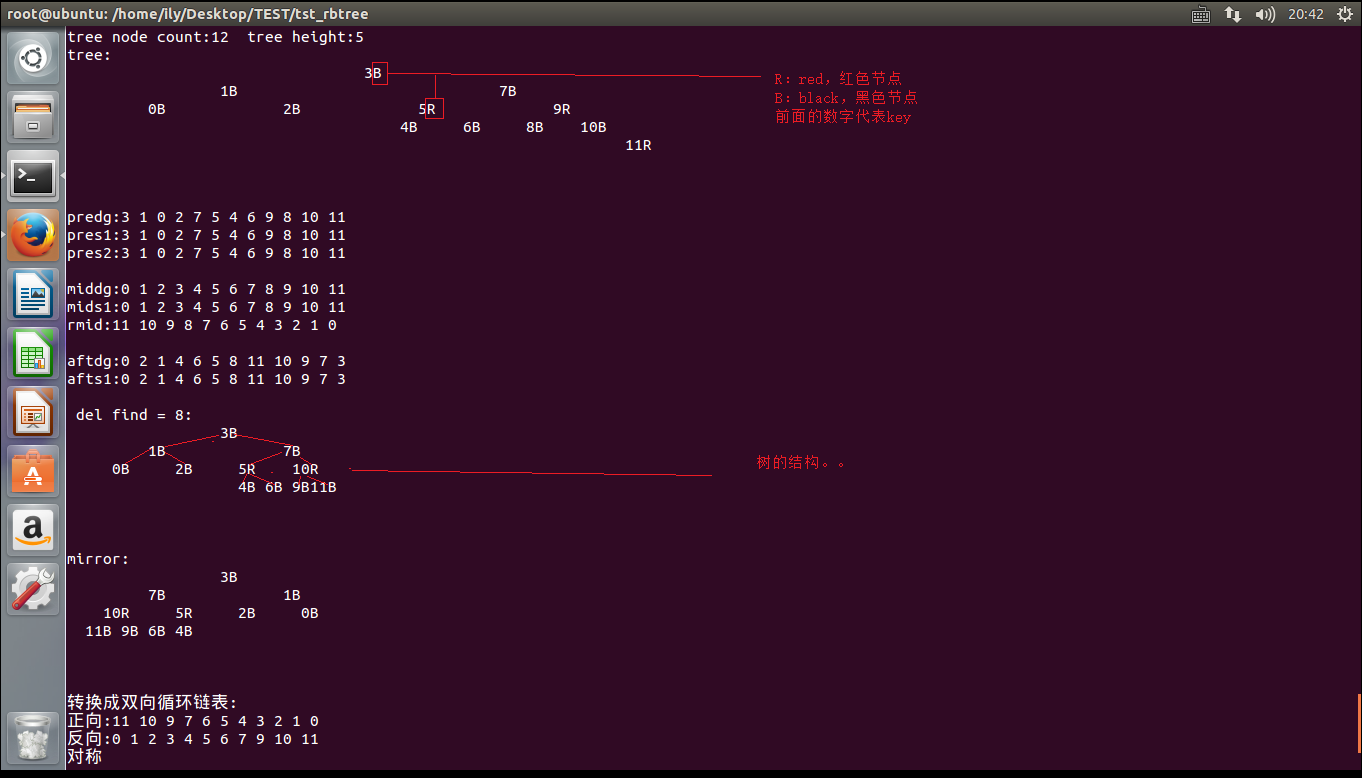 root@ubuntu: /home/ily/Desktop/TEST/tst_rbtree 20:42
tree node count:12  tree height:5
tree:
3B
R: red，红色节点
1B 7B
B: black，黑色节点
0B 2B 5R 9R
前面的数字代表key
4B 6B 8B 10B
11R
predg:3 1 0 2 7 5 4 6 9 8 10 11
pres1:3 1 0 2 7 5 4 6 9 8 10 11
pres2:3 1 0 2 7 5 4 6 9 8 10 11
middg:0 1 2 3 4 5 6 7 8 9 10 11
mids1:0 1 2 3 4 5 6 7 8 9 10 11
rmid:11 10 9 8 7 6 5 4 3 2 1 0
aftdg:0 2 1 4 6 5 8 11 10 9 7 3
afts1:0 2 1 4 6 5 8 11 10 9 7 3
del find = 8:
3B
1B 7B
0B 2B 5R 10R
树的结构。。
4B 6B 9B11B
mirror:
3B
7B 1B
10R 5R 2B 0B
11B 9B 6B 4B
转换成双向循环链表:
正向:11 10 9 7 6 5 4 3 2 1 0
反向:0 1 2 3 4 5 6 7 9 10 11
对称